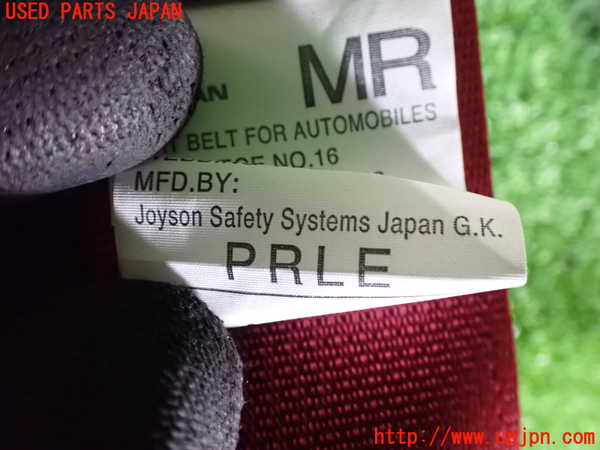 USED PARTS JAPAN
MR
BELT FOR AUTOMOBILES
NO.16
MFD.BY:
Joyson Safety Systems Japan G.K.
PRLE
http://www.upjpn.com